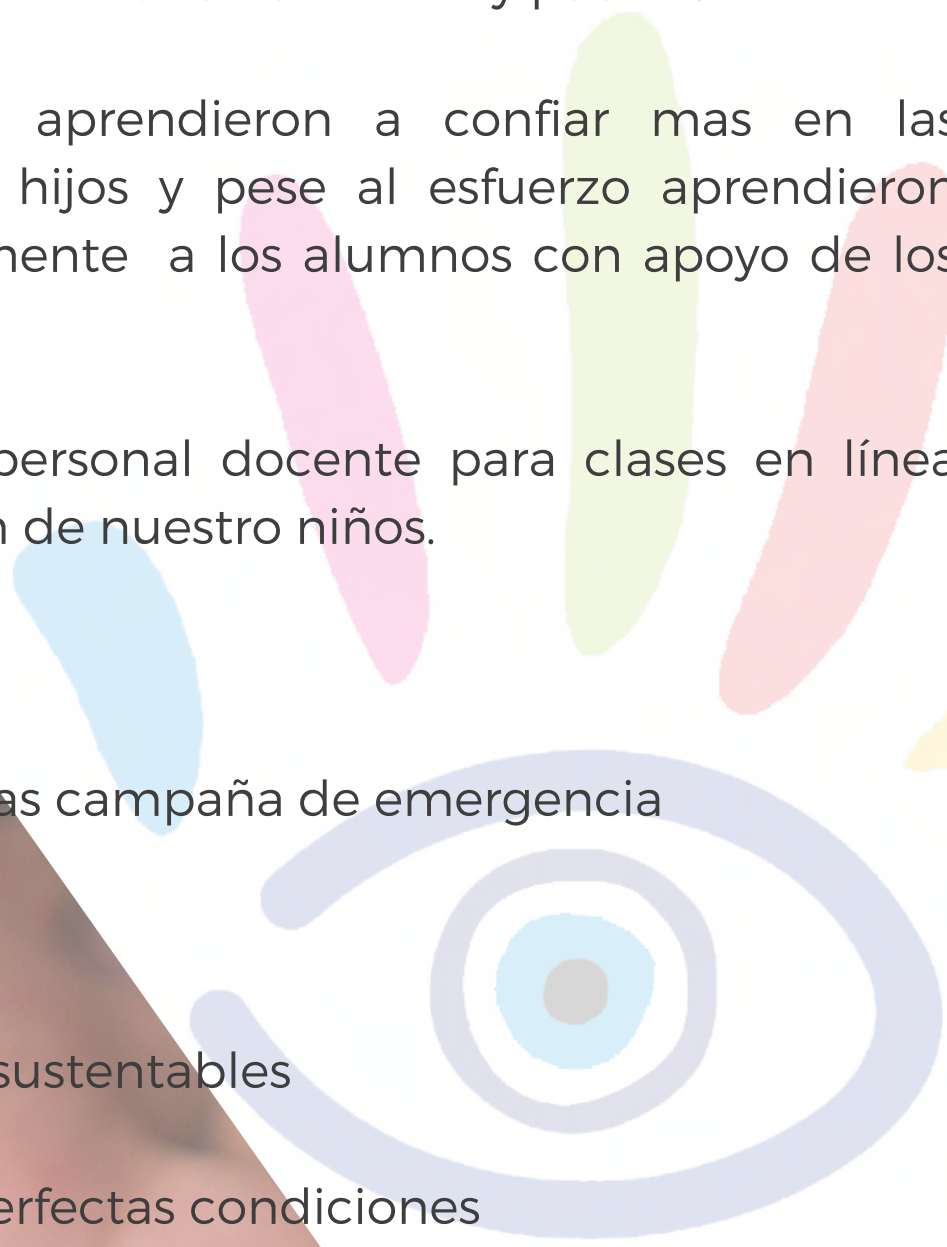 aprendieron a confiar mas en las
hijos y pese al esfuerzo aprendieron
a los alumnos con apoyo de los
personal docente para clases en línea
de nuestro niños.
campaña de emergencia
sustentables
condiciones